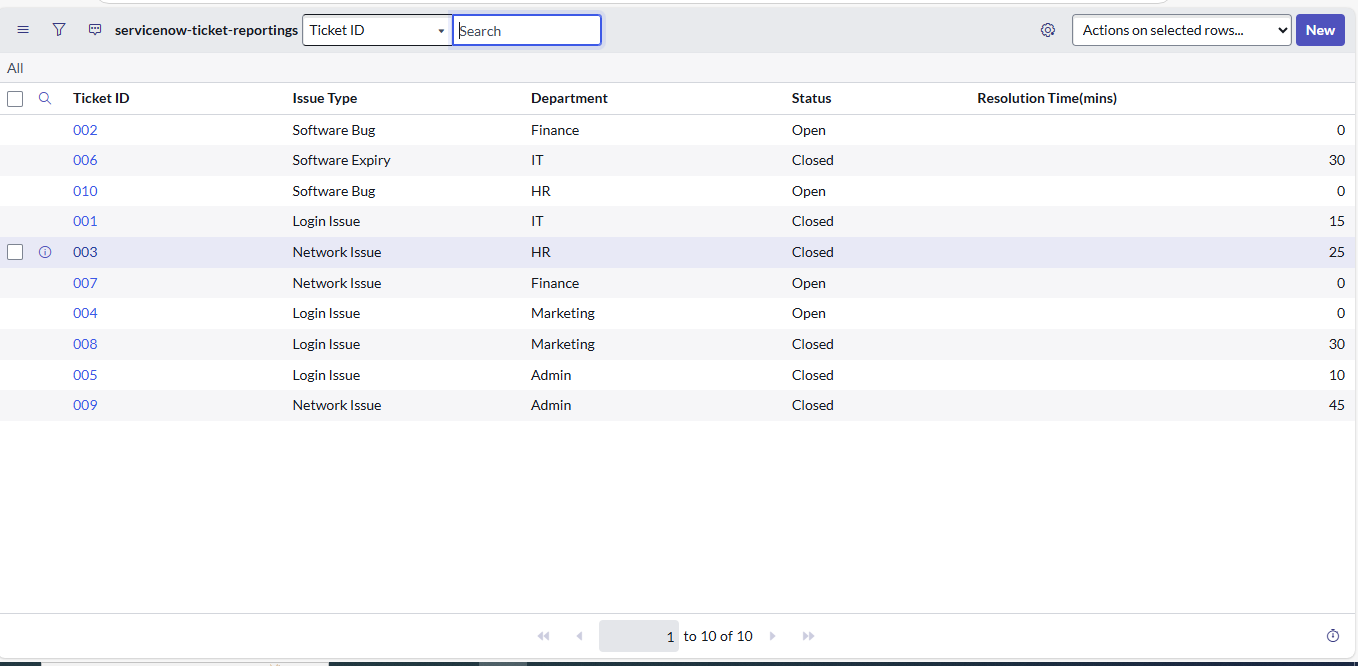 servicenow-ticket-reportings Ticket ID Search Actions on selected rows... New
All
Ticket ID Issue Type Department Status Resolution Time(mins)
002 Software Bug Finance Open 0
006 Software Expiry IT Closed 30
010 Software Bug HR Open 0
001 Login Issue IT Closed 15
003 Network Issue HR Closed 25
007 Network Issue Finance Open 0
004 Login Issue Marketing Open 0
008 Login Issue Marketing Closed 30
005 Login Issue Admin Closed 10
009 Network Issue Admin Closed 45
1 to 10 of 10